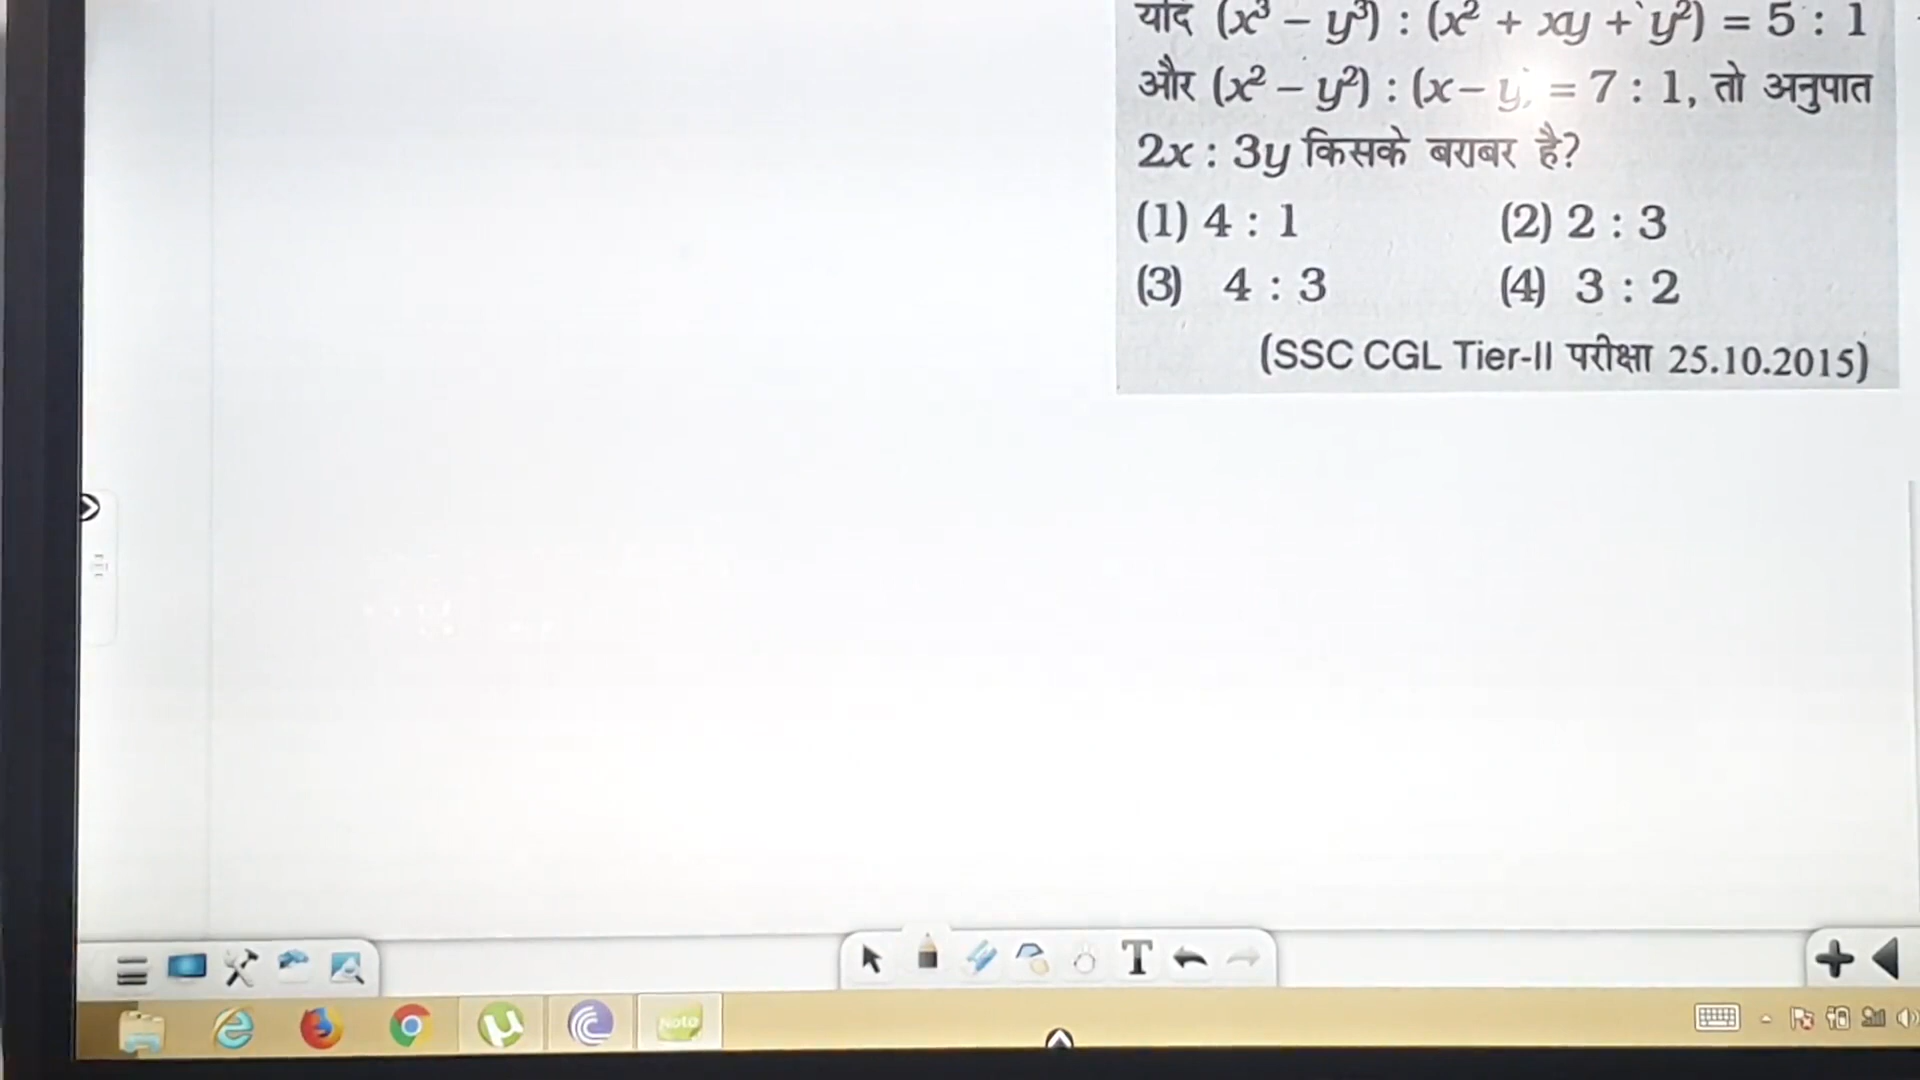 यदि (x³ – y³) : (x² + xy + y²) = 5 : 1
और (x² – y²) : (x – y) = 7 : 1, तो अनुपात
2x : 3y किसके बराबर है?
(1) 4 : 1 (2) 2 : 3
(3) 4 : 3 (4) 3 : 2
(SSC CGL Tier-II परीक्षा 25.10.2015)
T
Note